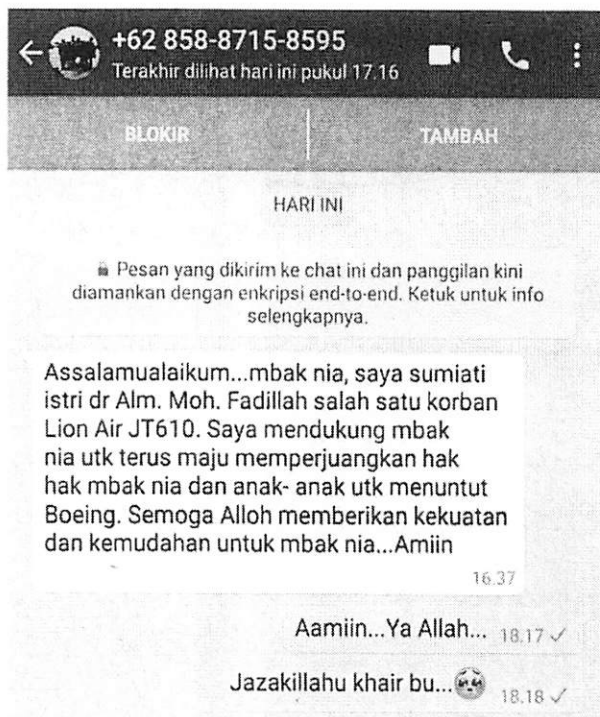 +62 858-8715-8595
Terakhir dilihat hari ini pukul 17.16
BLOKIR
TAMBAH
HARI INI
Pesan yang dikirim ke chat ini dan panggilan kini
diamankan dengan enkripsi end-to-end. Ketuk untuk info
selengkapnya.
Assalamualaikum...mbak nia, saya sumiati
istri dr Alm. Moh. Fadillah salah satu korban
Lion Air JT610. Saya mendukung mbak
nia utk terus maju memperjuangkan hak
hak mbak nia dan anak- anak utk menuntut
Boeing. Semoga Alloh memberikan kekuatan
dan kemudahan untuk mbak nia...Amiin
16.37
Aamiin...Ya Allah... 18.17
Jazakillahu khair bu... 18.18